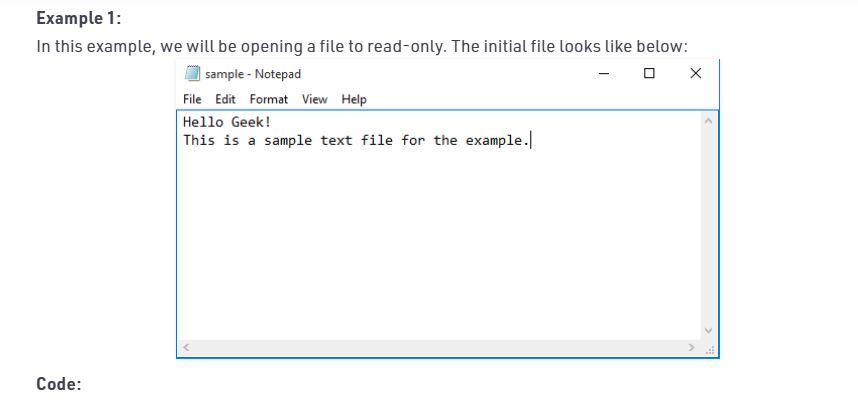 Example 1:
In this example, we will be opening a file to read-only. The initial file looks like below:
sample - Notepad
File Edit Format View Help
Hello Geek!
This is a sample text file for the example.
Code: